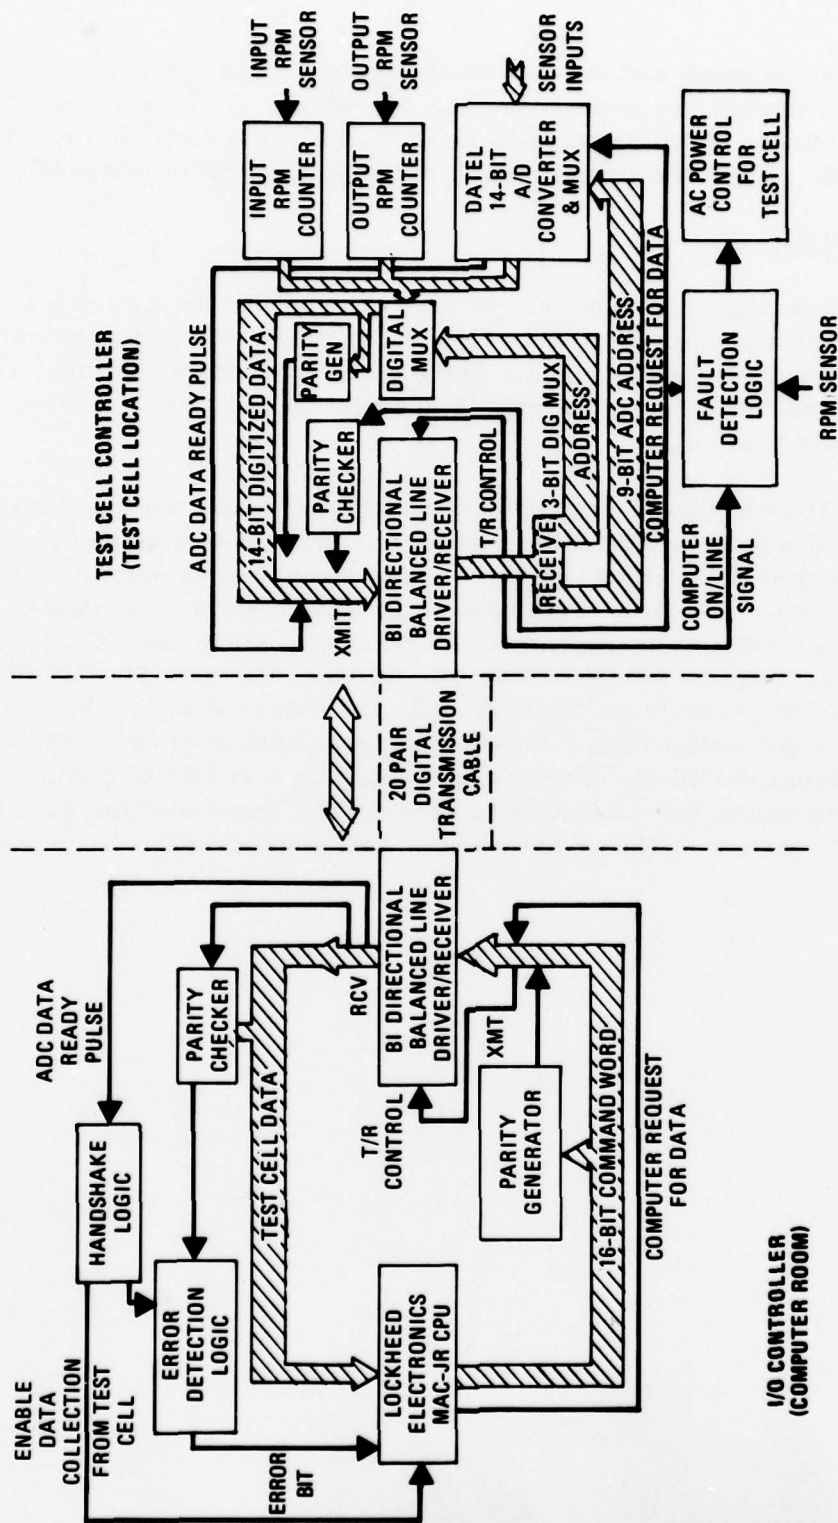 ENABLE
DATA
COLLECTION
FROM TEST
CELL
ADC DATA
READY
PULSE
HANDSHAKE
LOGIC
ERROR
DETECTION
LOGIC
ERROR
BIT
PARITY
CHECKER
TEST CELL DATA
RCV
LOCKHEED
ELECTRONICS
MAC-JR CPU
T/R
CONTROL
BI DIRECTIONAL
BALANCED LINE
DRIVER/RECEIVER
XMT
PARITY
GENERATOR
16-BIT COMMAND WORD
COMPUTER REQUEST
FOR DATA
I/O CONTROLLER
(COMPUTER ROOM)
20 PAIR
DIGITAL
TRANSMISSION
CABLE
TEST CELL CONTROLLER
(TEST CELL LOCATION)
ADC DATA READY PULSE
14-BIT DIGITIZED DATA
PARITY
GEN
PARITY
CHECKER
XMIT
DIGITAL
MUX
BI DIRECTIONAL
BALANCED LINE
DRIVER/RECEIVER
T/R CONTROL
RECEIVE
3-BIT DIG MUX
ADDRESS
9-BIT ADC ADDRESS
COMPUTER REQUEST FOR DATA
INPUT
RPM
COUNTER
INPUT
RPM
SENSOR
OUTPUT
RPM
COUNTER
OUTPUT
RPM
SENSOR
DATEL
14-BIT
A/D
CONVERTER
& MUX
SENSOR
INPUTS
COMPUTER
ON/LINE
SIGNAL
FAULT
DETECTION
LOGIC
RPM SENSOR
AC POWER
CONTROL
FOR
TEST CELL